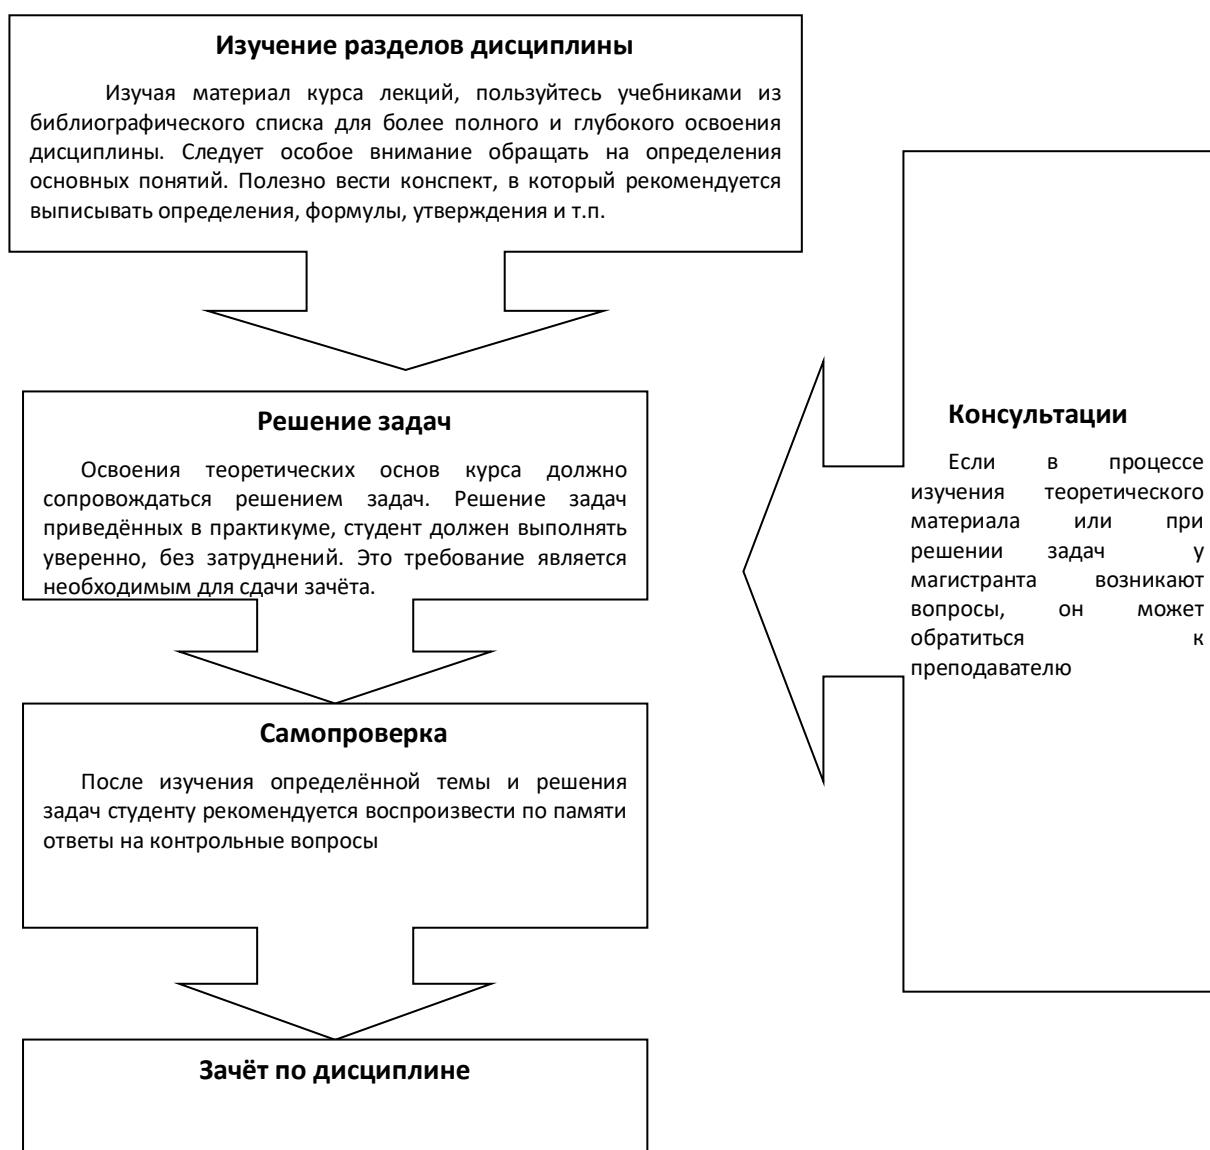 Изучение разделов дисциплины
Изучая материал курса лекций, пользуйтесь учебниками из
библиографического списка для более полного и глубокого освоения
дисциплины. Следует особое внимание обращать на определения
основных понятий. Полезно вести конспект, в который рекомендуется
выписывать определения, формулы, утверждения и т.п.
Решение задач
Освоения теоретических основ курса должно
сопровождаться решением задач. Решение задач
приведённых в практикуме, студент должен выполнять
уверенно, без затруднений. Это требование является
необходимым для сдачи зачёта.
Самопроверка
После изучения определённой темы и решения
задач студенту рекомендуется воспроизвести по памяти
ответы на контрольные вопросы
Зачёт по дисциплине
Консультации
Если в процессе
изучения теоретического
материала или при
решении задач у
магистранта возникают
вопросы, он может
обратиться к
преподавателю